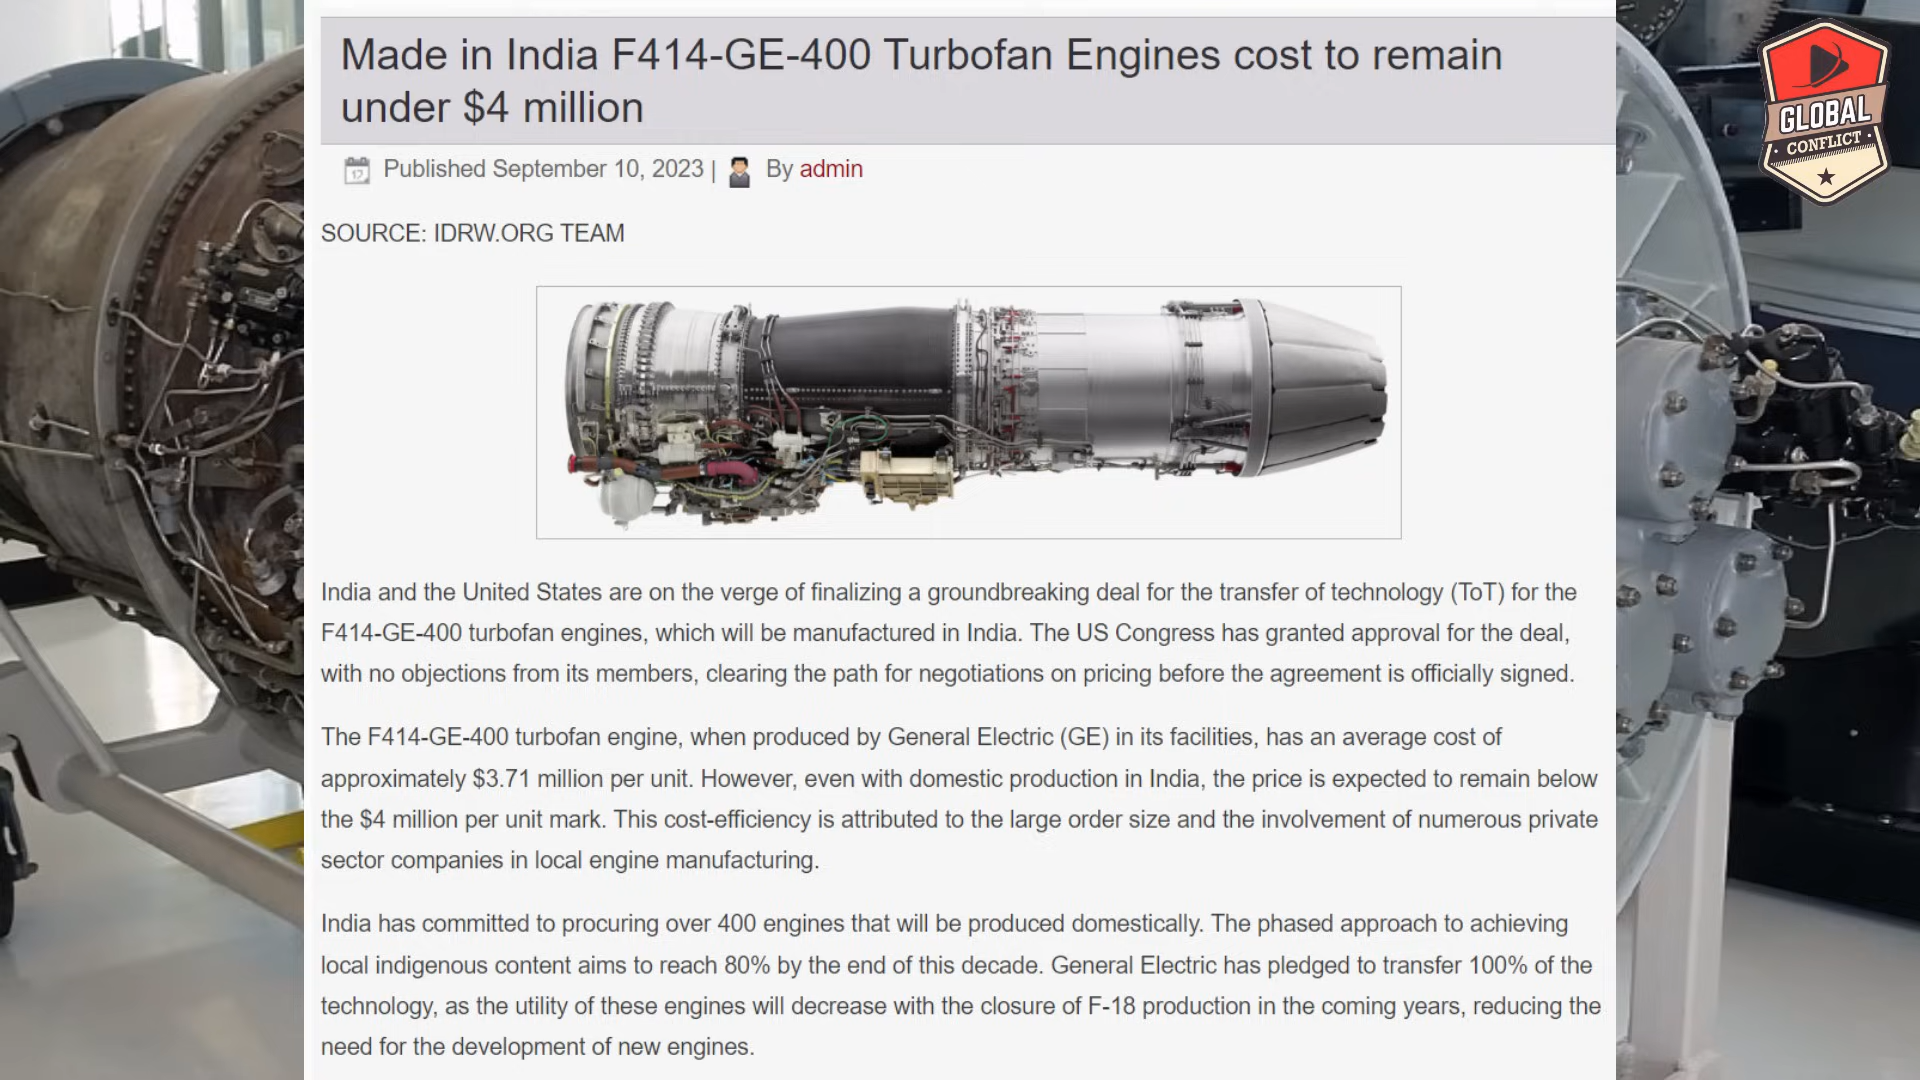 Made in India F414-GE-400 Turbofan Engines cost to remain
under $4 million
Published September 10, 2023 | By admin
SOURCE: IDRW.ORG TEAM
India and the United States are on the verge of finalizing a groundbreaking deal for the transfer of technology (ToT) for the
F414-GE-400 turbofan engines, which will be manufactured in India. The US Congress has granted approval for the deal,
with no objections from its members, clearing the path for negotiations on pricing before the agreement is officially signed.
The F414-GE-400 turbofan engine, when produced by General Electric (GE) in its facilities, has an average cost of
approximately $3.71 million per unit. However, even with domestic production in India, the price is expected to remain below
the $4 million per unit mark. This cost-efficiency is attributed to the large order size and the involvement of numerous private
sector companies in local engine manufacturing.
India has committed to procuring over 400 engines that will be produced domestically. The phased approach to achieving
local indigenous content aims to reach 80% by the end of this decade. General Electric has pledged to transfer 100% of the
technology, as the utility of these engines will decrease with the closure of F-18 production in the coming years, reducing the
need for the development of new engines.
GLOBAL
CONFLICT